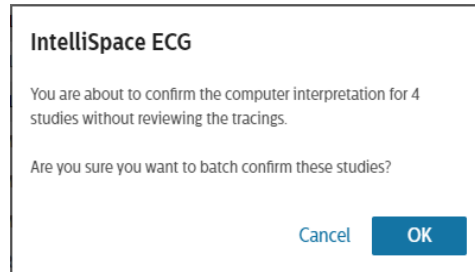 IntelliSpace ECG
You are about to confirm the computer interpretation for 4
studies without reviewing the tracings.
Are you sure you want to batch confirm these studies?
Cancel
OK